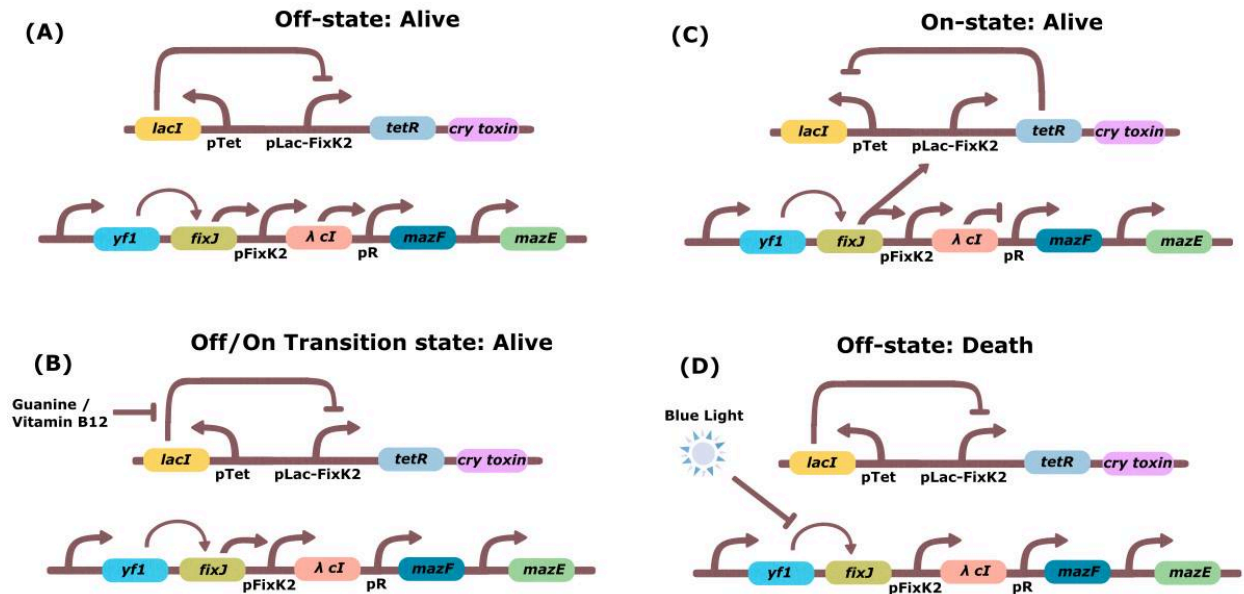 (A)
Off-state: Alive
lacI
pTet
pLac-FixK2
tetR
cry toxin
yf1
fixJ
pFixK2
λ cI
pR
mazF
mazE
(B)
Off/On Transition state: Alive
Guanine /
Vitamin B12
lacI
pTet
pLac-FixK2
tetR
cry toxin
yf1
fixJ
pFixK2
λ cI
pR
mazF
mazE
(C)
On-state: Alive
lacI
pTet
pLac-FixK2
tetR
cry toxin
yf1
fixJ
pFixK2
λ cI
pR
mazF
mazE
(D)
Off-state: Death
Blue Light
lacI
pTet
pLac-FixK2
tetR
cry toxin
yf1
fixJ
pFixK2
λ cI
pR
mazF
mazE